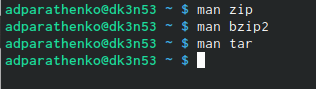 adparathenko@dk3n53 ~ $ man zip
adparathenko@dk3n53 ~ $ man bzip2
adparathenko@dk3n53 ~ $ man tar
adparathenko@dk3n53 ~ $